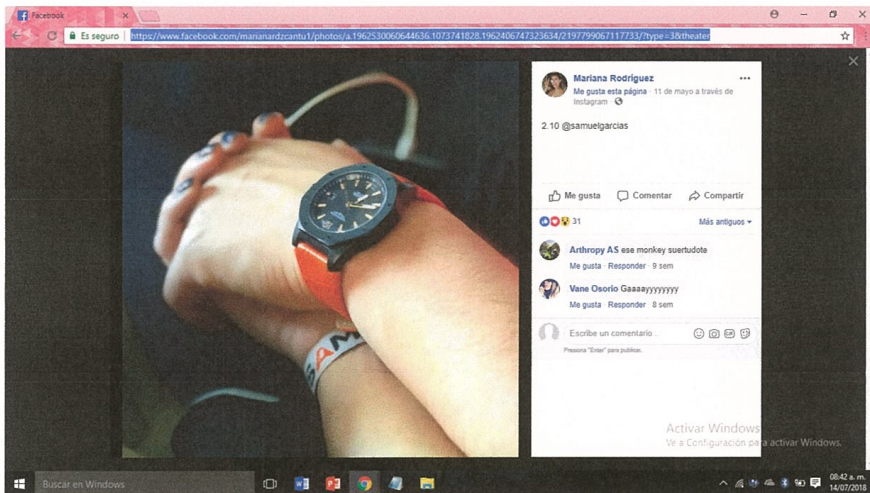 Facebook
Es seguro
https://www.facebook.com/marianardzcantu1/photos/a.1962530060644636.1073741828.1962406747323634/2197799067117733/?type=3&theater
Mariana Rodríguez
Me gusta esta página · 11 de mayo a través de
Instagram ·
2.10 @samuelgarcias
Me gusta Comentar Compartir
31 Más antiguos
Arthropy AS ese monkey suertudote
Me gusta · Responder · 9 sem
Vane Osorio Gaaaayyyyyyyy
Me gusta · Responder · 8 sem
Escribe un comentario...
Presiona "Enter" para publicar.
SAM
Activar Windows
Ve a Configuración para activar Windows.
Buscar en Windows
08:42 a. m.
14/07/2018